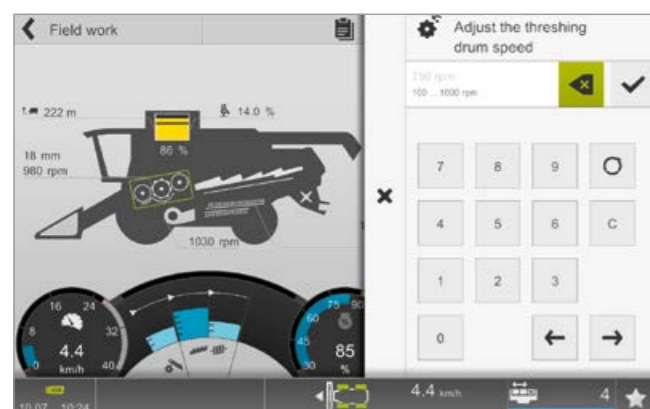 Field work
Adjust the threshing
drum speed
750 rpm
100 ... 1000 rpm
222 m
14.0 %
86 %
18 mm
980 rpm
1030 rpm
7 8 9
4 5 6 C
1 2 3
0
8 16 24 32 40
4.4
km/h
30 45 60 75 90
85
%
10.07 10:24
4.4 km/h
4